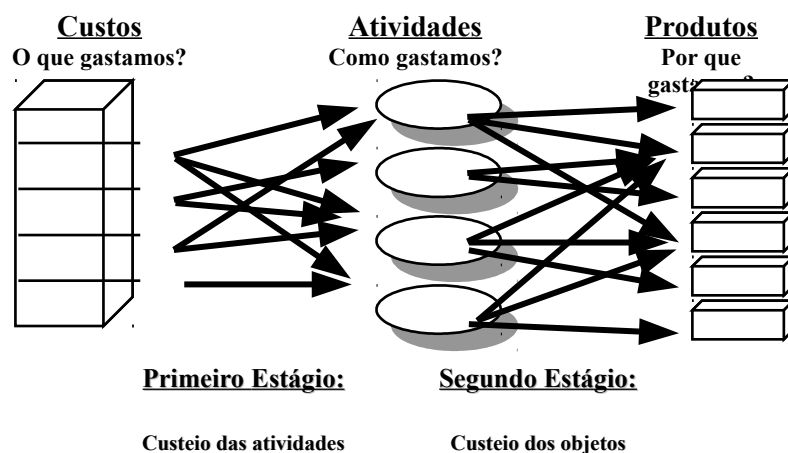 Custos
O que gastamos?
Atividades
Como gastamos?
Produtos
Por que
gastamos?
Primeiro Estágio:
Segundo Estágio:
Custeio das atividades
Custeio dos objetos